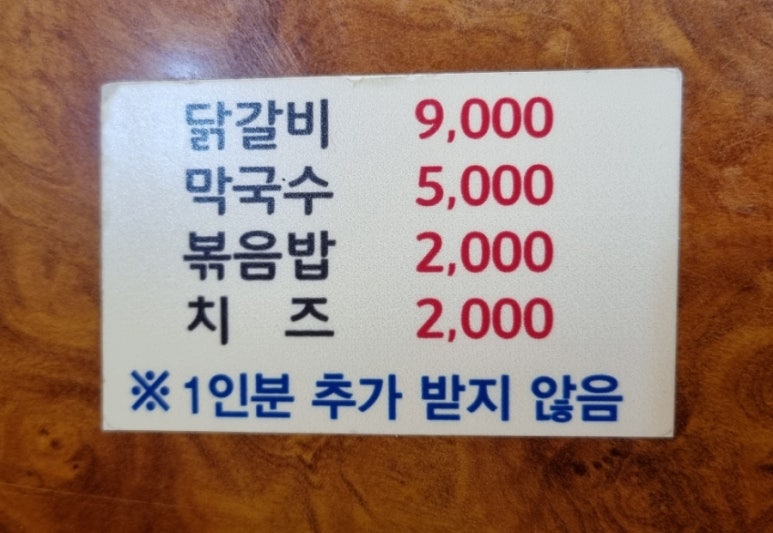 닭갈비 9,000
막국수 5,000
볶음밥 2,000
치 즈 2,000
※ 1인분 추가 받지 않음